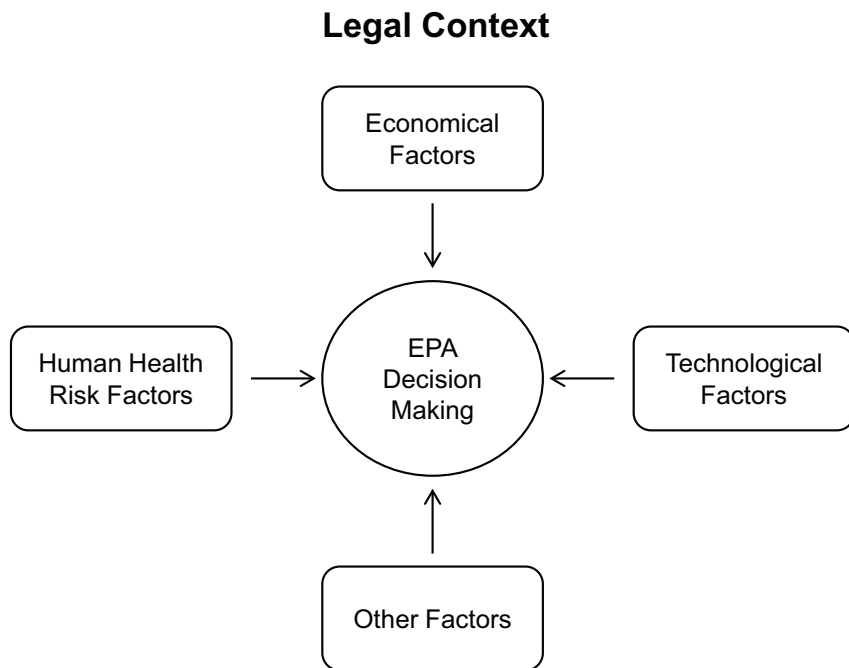 Legal Context
Economical
Factors
Human Health
Risk Factors
EPA
Decision
Making
Technological
Factors
Other Factors